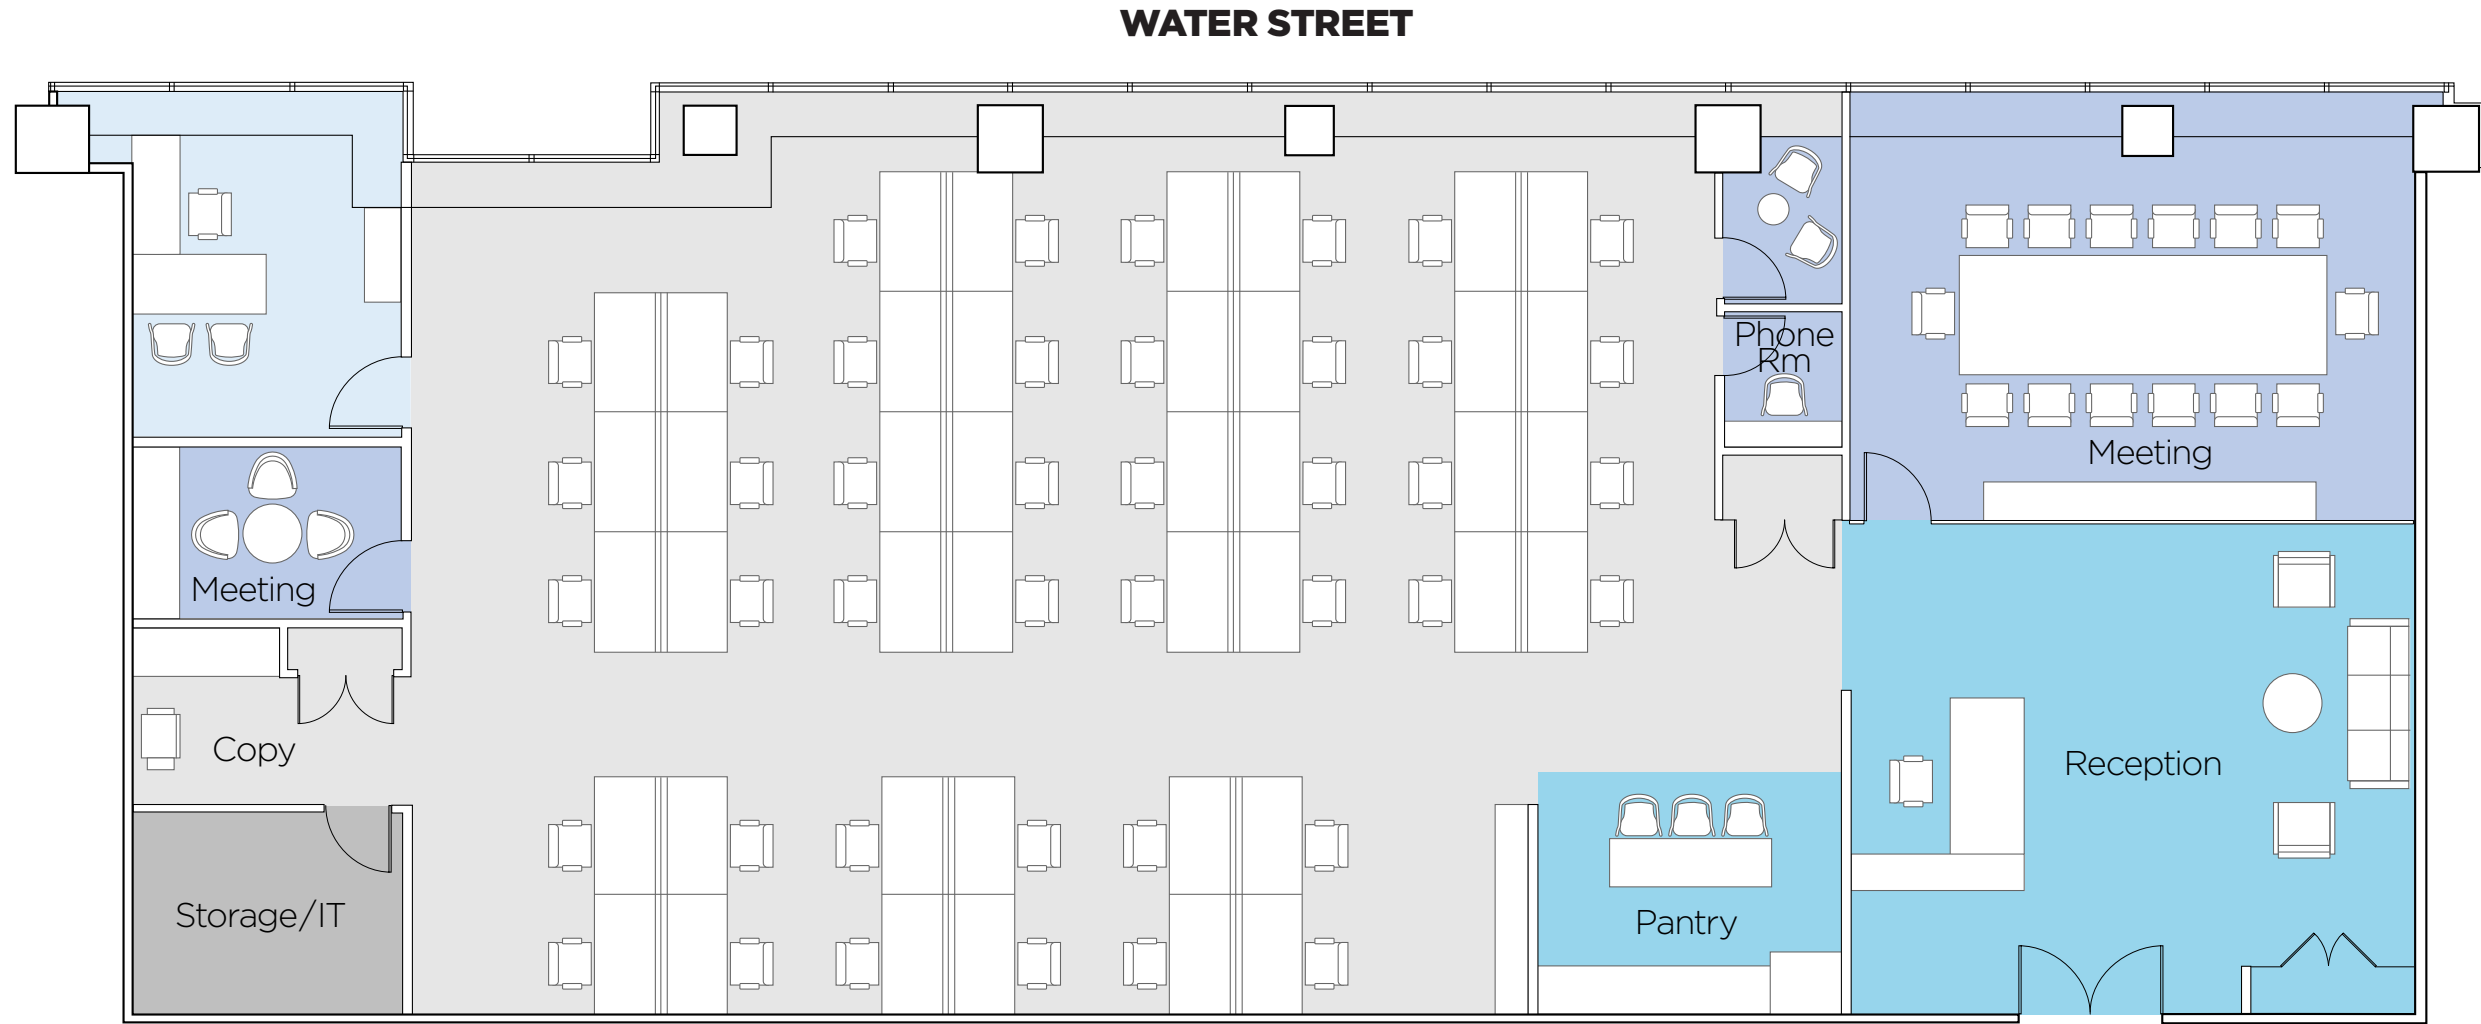 WATER STREET
Phone
Rm
Meeting
Meeting
Copy
Reception
Storage/IT
Pantry